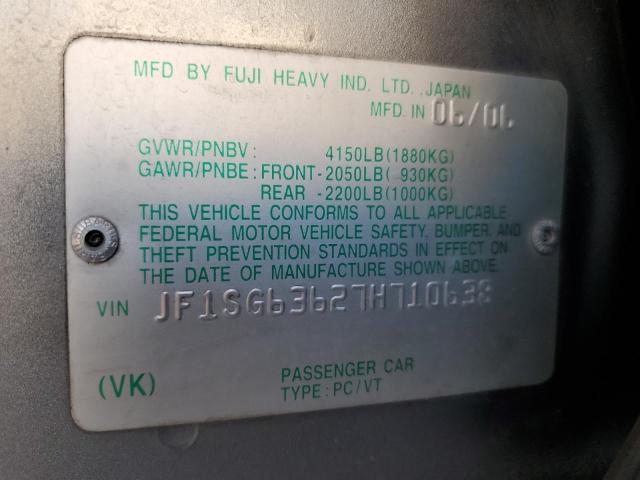 MFD BY FUJI HEAVY IND. LTD., JAPAN
MFD. IN 06/06
GVWR/PNBV: 4150LB(1880KG)
GAWR/PNBE: FRONT-2050LB( 930KG)
REAR -2200LB(1000KG)
THIS VEHICLE CONFORMS TO ALL APPLICABLE
FEDERAL MOTOR VEHICLE SAFETY, BUMPER, AND
THEFT PREVENTION STANDARDS IN EFFECT ON
THE DATE OF MANUFACTURE SHOWN ABOVE.
VIN JF1SG63627H710638
(VK) PASSENGER CAR
TYPE: PC/VT